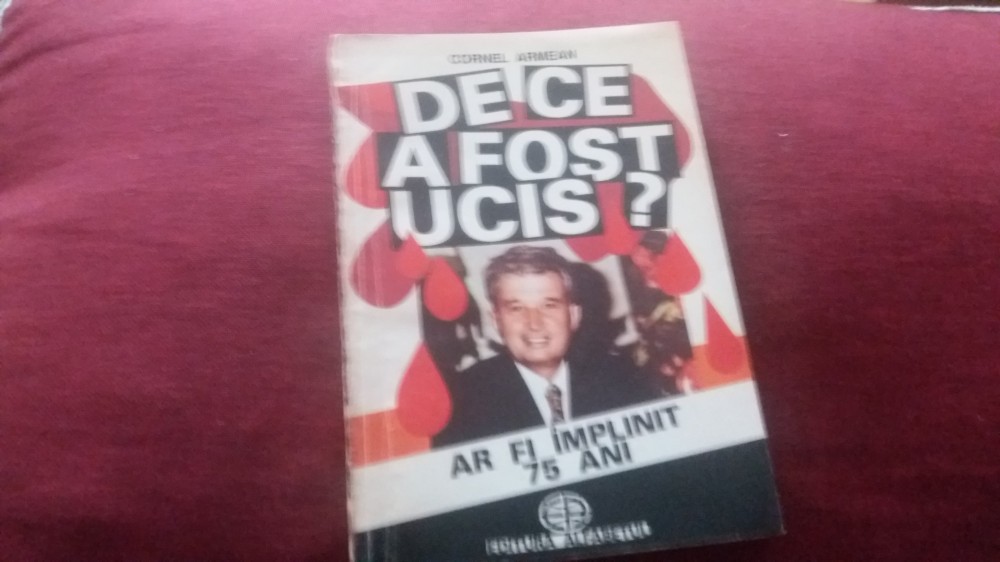 CORNEL ARMEAN
DE CE
A FOST
UCIS ?
AR FI ÎMPLINIT
75 ANI
EDITURA ALFABETUL